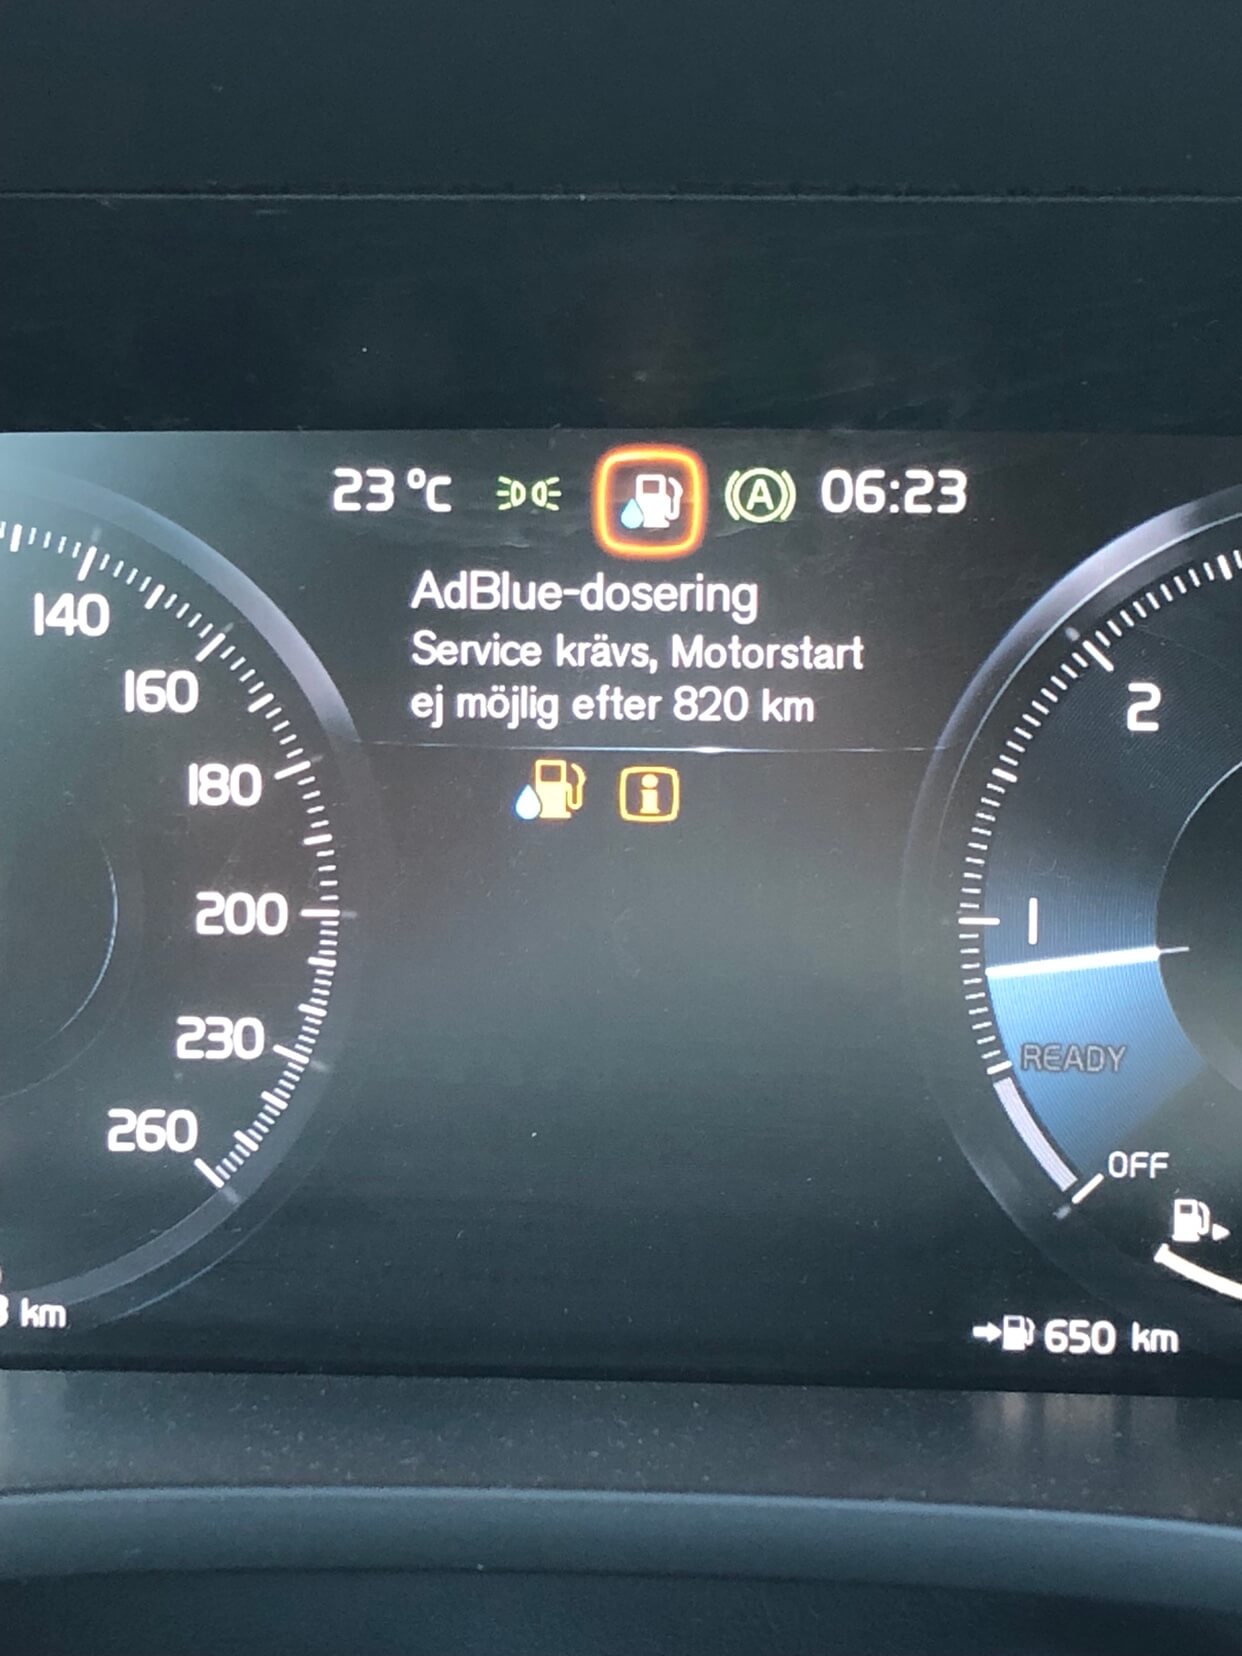 23 °C 06:23
AdBlue-dosering
Service krävs, Motorstart
ej möjlig efter 820 km
140
160
180
200
230
260
km
2
1
READY
OFF
650 km